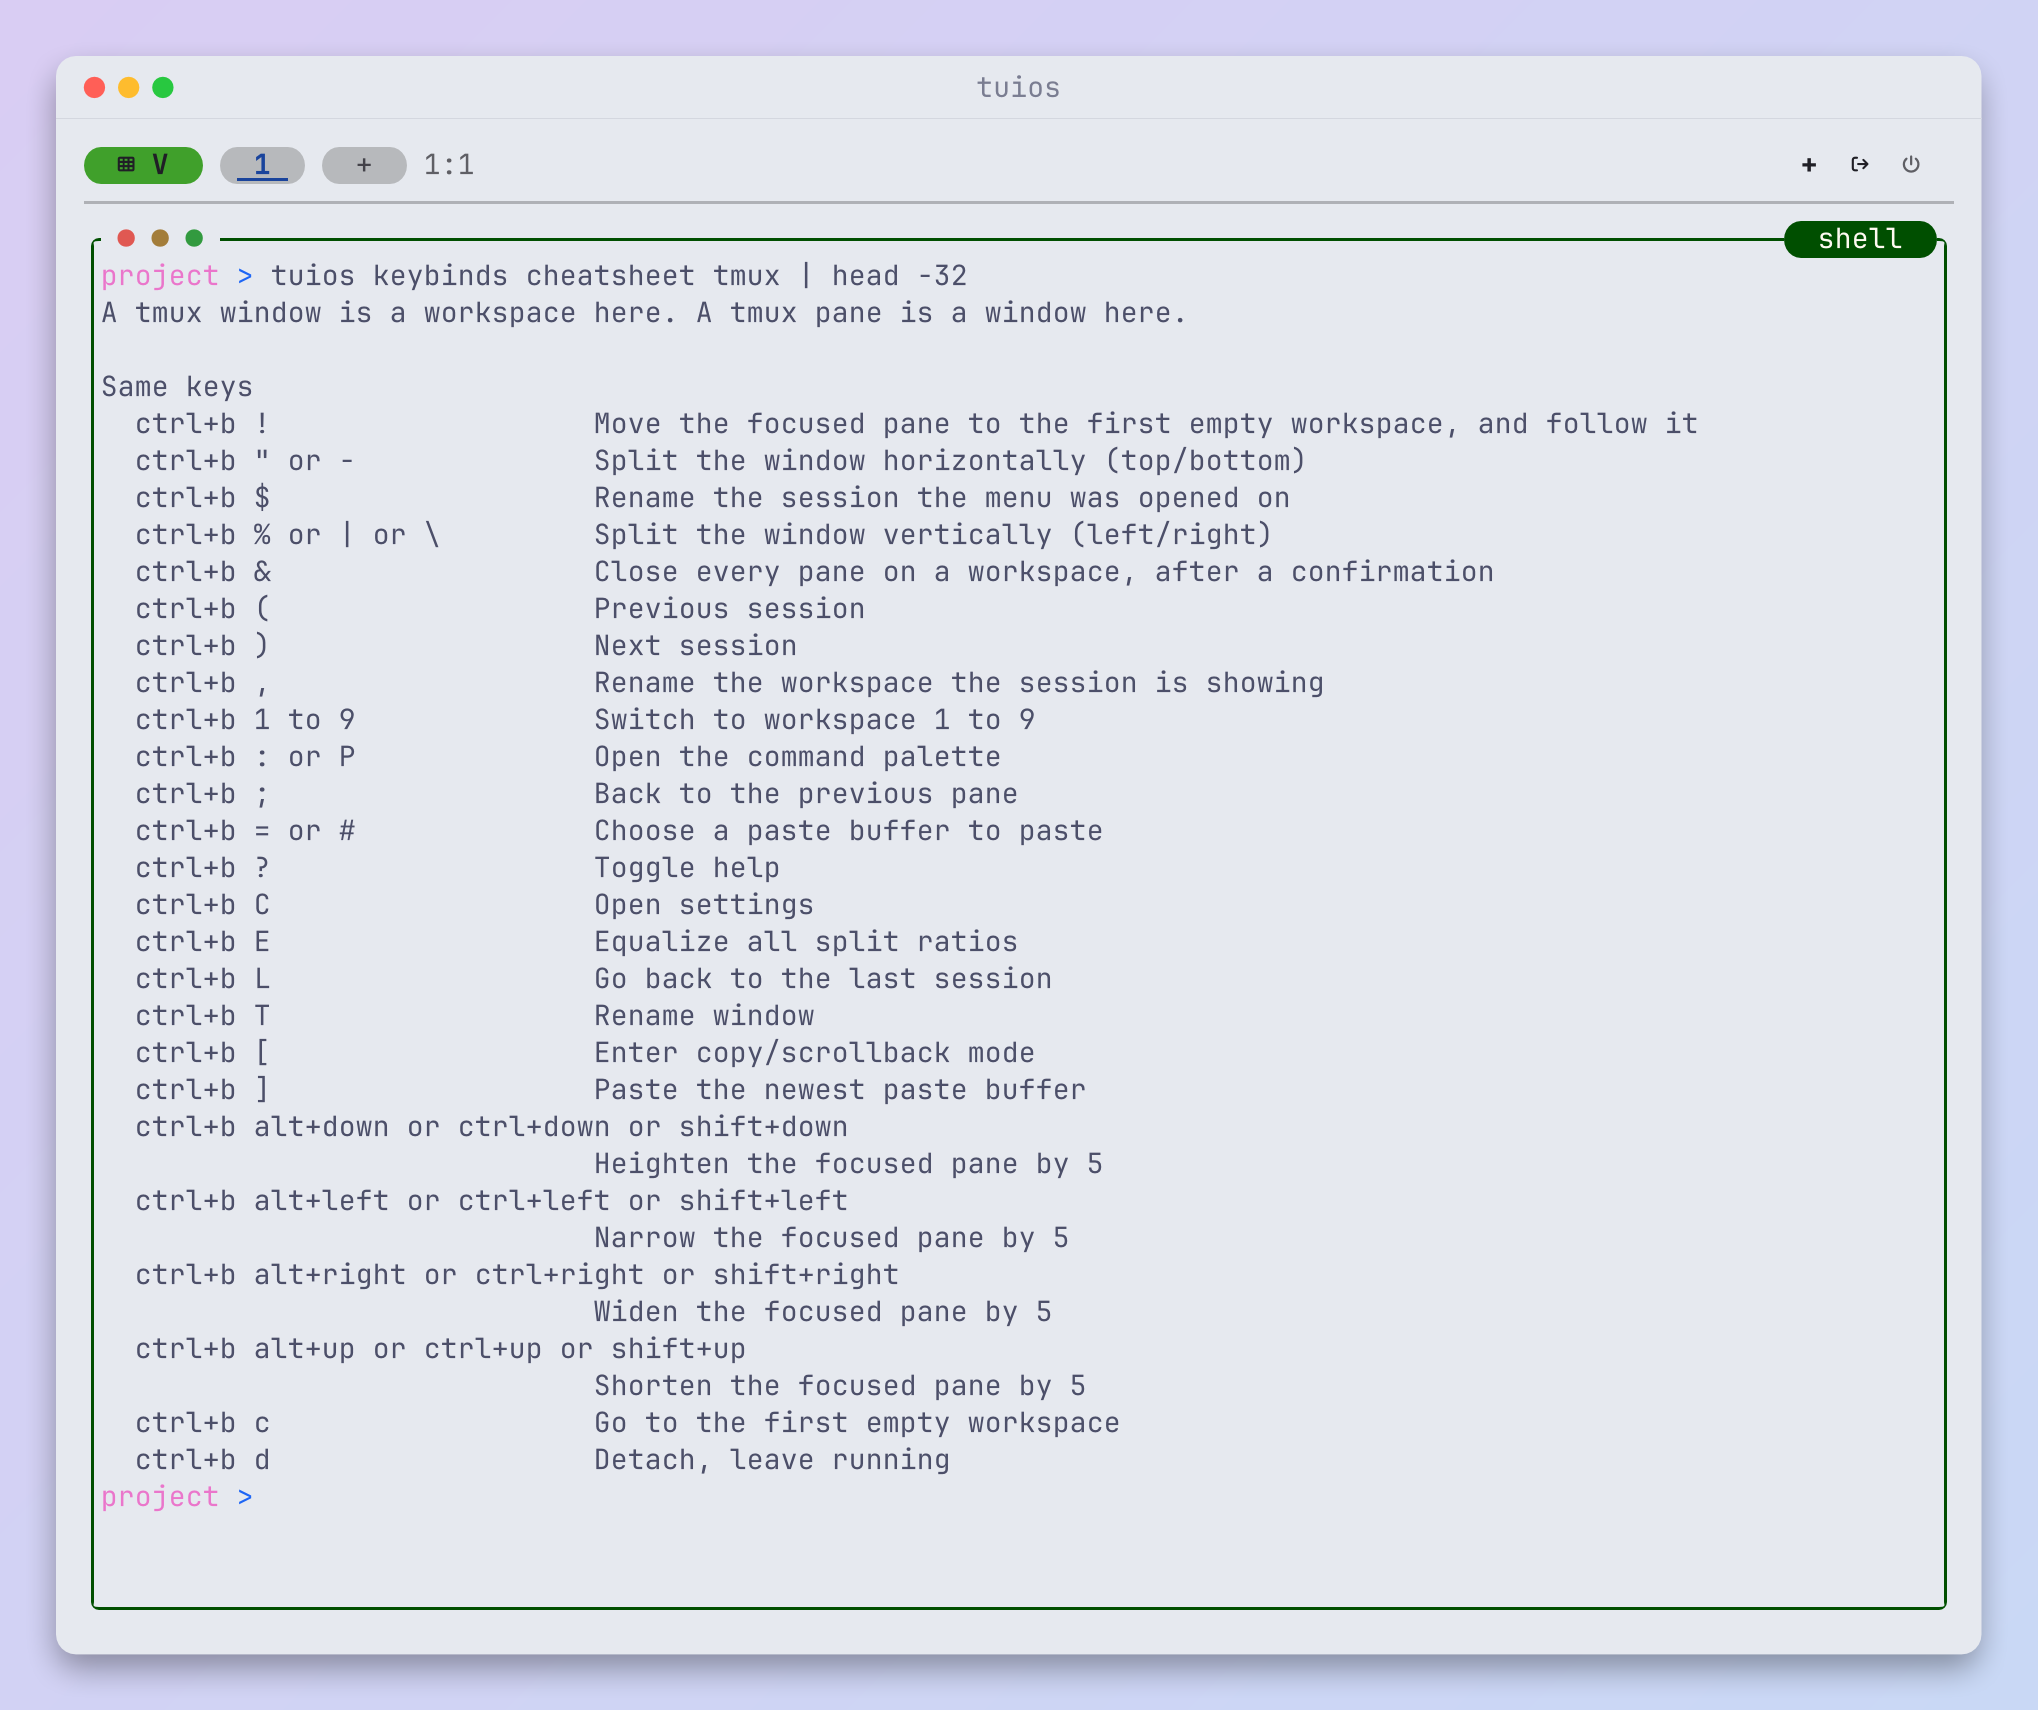 tuios
V 1 + 1:1
shell
project > tuios keybinds cheatsheet tmux | head -32
A tmux window is a workspace here. A tmux pane is a window here.
Same keys
ctrl+b ! Move the focused pane to the first empty workspace, and follow it
ctrl+b " or - Split the window horizontally (top/bottom)
ctrl+b $ Rename the session the menu was opened on
ctrl+b % or | or \ Split the window vertically (left/right)
ctrl+b & Close every pane on a workspace, after a confirmation
ctrl+b ( Previous session
ctrl+b ) Next session
ctrl+b , Rename the workspace the session is showing
ctrl+b 1 to 9 Switch to workspace 1 to 9
ctrl+b : or P Open the command palette
ctrl+b ; Back to the previous pane
ctrl+b = or # Choose a paste buffer to paste
ctrl+b ? Toggle help
ctrl+b C Open settings
ctrl+b E Equalize all split ratios
ctrl+b L Go back to the last session
ctrl+b T Rename window
ctrl+b [ Enter copy/scrollback mode
ctrl+b ] Paste the newest paste buffer
ctrl+b alt+down or ctrl+down or shift+down
Heighten the focused pane by 5
ctrl+b alt+left or ctrl+left or shift+left
Narrow the focused pane by 5
ctrl+b alt+right or ctrl+right or shift+right
Widen the focused pane by 5
ctrl+b alt+up or ctrl+up or shift+up
Shorten the focused pane by 5
ctrl+b c Go to the first empty workspace
ctrl+b d Detach, leave running
project >